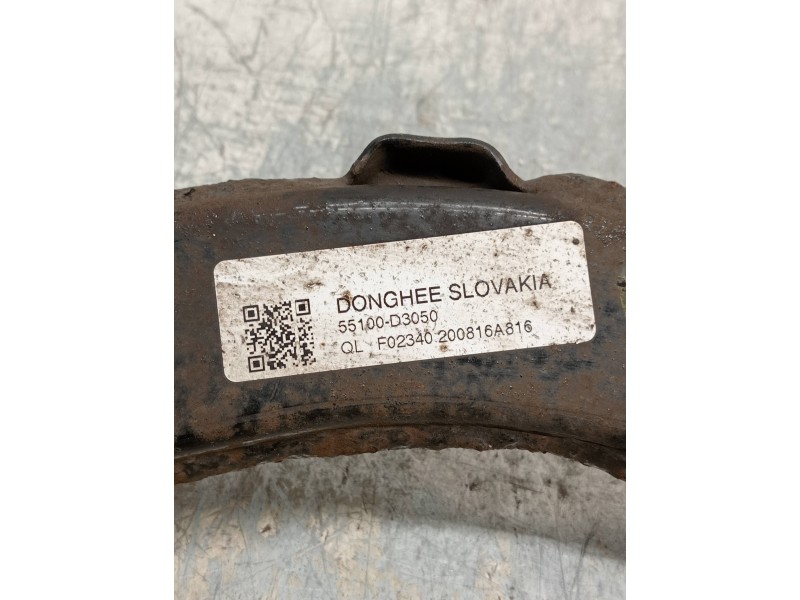 DONGHEE SLOVAKIA
55100-D3050
QL F02340 200816A816